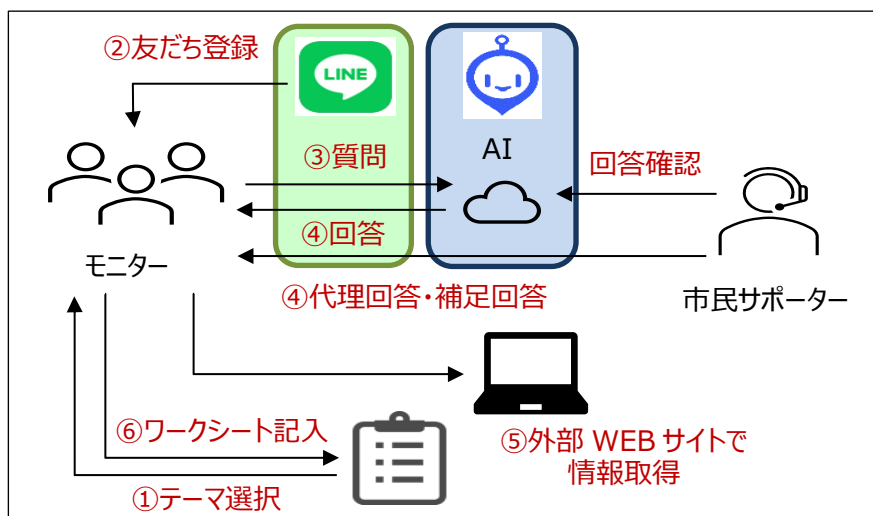 ②友だち登録
LINE
AI
③質問
回答確認
④回答
モニター
④代理回答・補足回答
市民サポーター
⑥ワークシート記入
⑤外部 WEB サイトで
情報取得
①テーマ選択